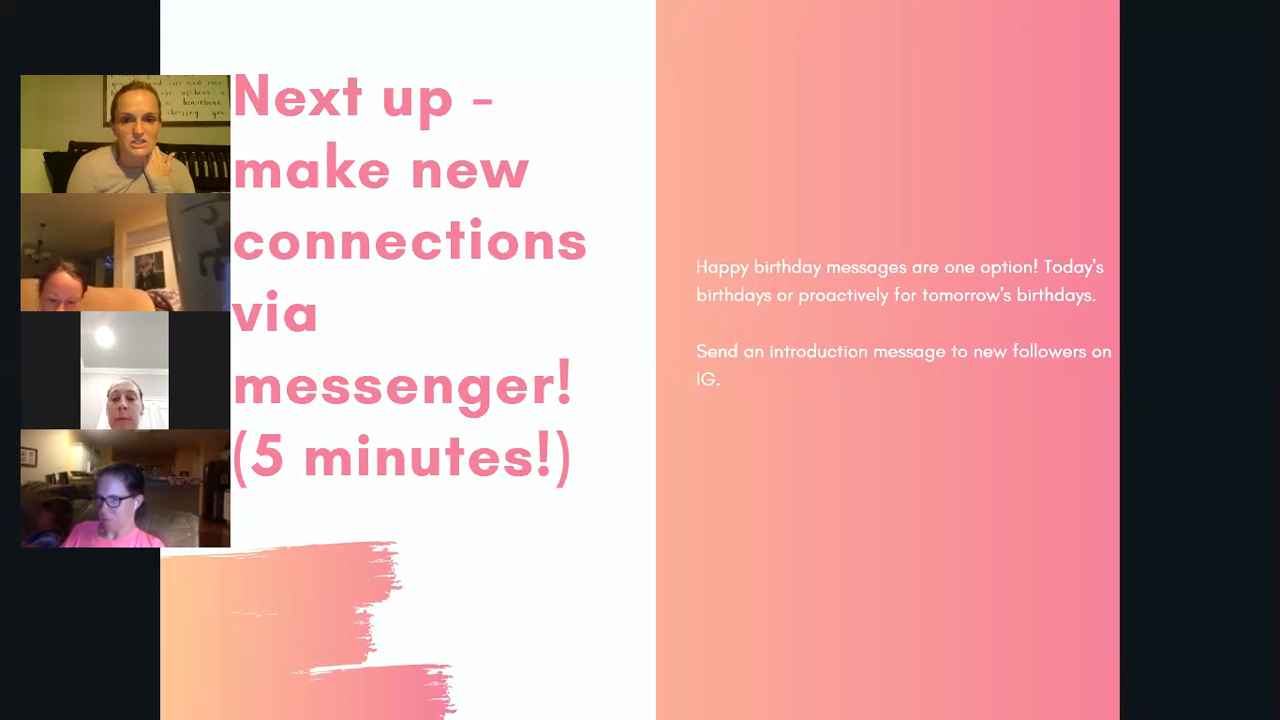 Next up -
make new
connections
via
messenger!
(5 minutes!)
Happy birthday messages are one option! Today's
birthdays or proactively for tomorrow's birthdays.
Send an introduction message to new followers on
IG.